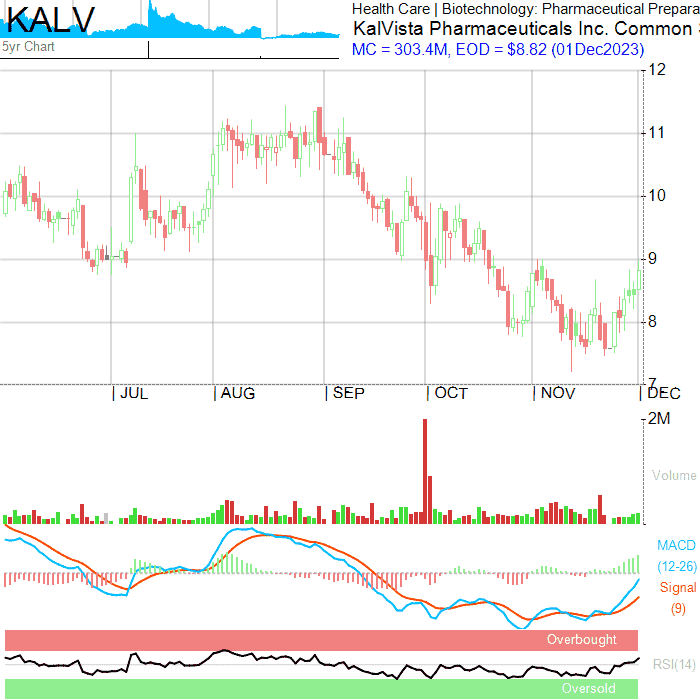 KALV
5yr Chart
Health Care | Biotechnology: Pharmaceutical Prepara
KalVista Pharmaceuticals Inc. Common
MC = 303.4M, EOD = $8.82 (01Dec2023)
12
11
10
9
8
7
JUL AUG SEP OCT NOV DEC
2M
Volume
MACD
(12-26)
Signal
(9)
Overbought
RSI(14)
Oversold